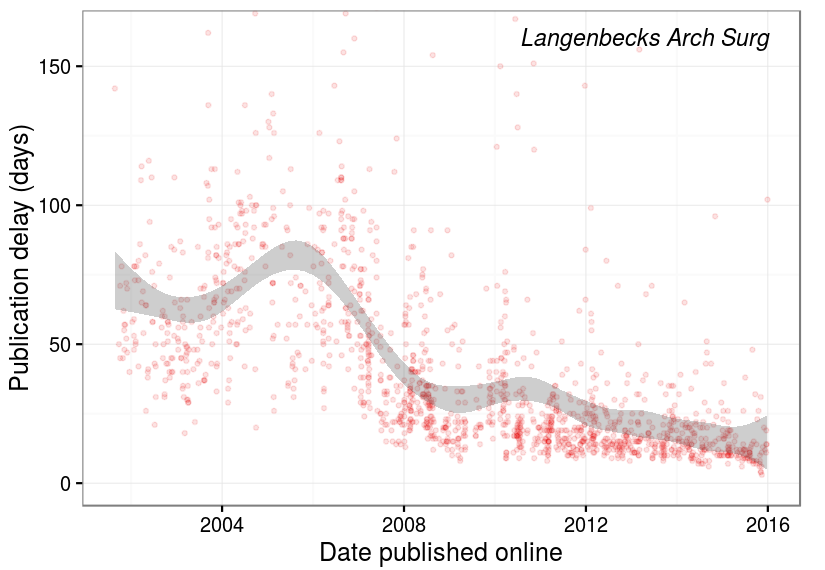 Langenbecks Arch Surg
Publication delay (days)
150
100
50
0
2004 2008 2012 2016
Date published online